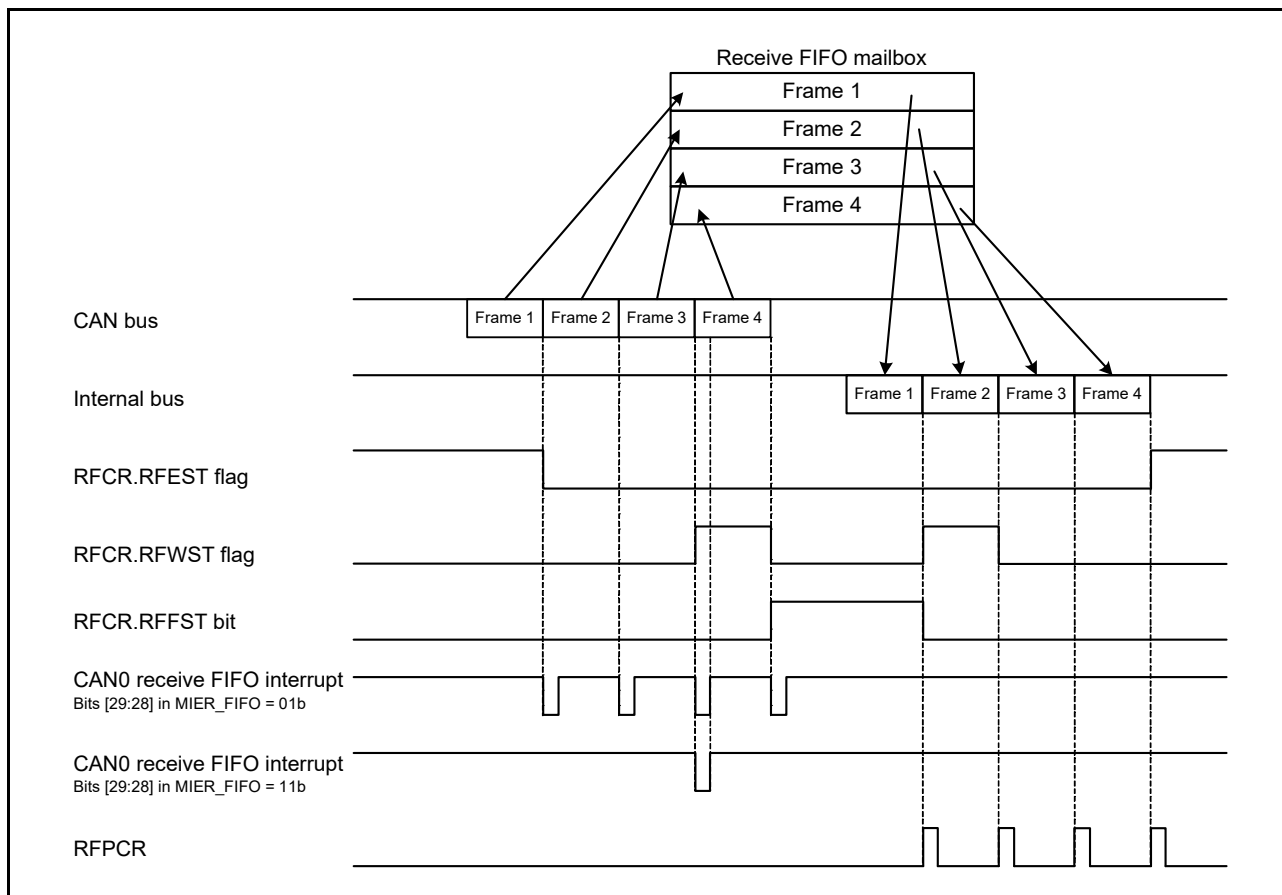 Receive FIFO mailbox
Frame 1
Frame 2
Frame 3
Frame 4
CAN bus
Frame 1 Frame 2 Frame 3 Frame 4
Internal bus
Frame 1 Frame 2 Frame 3 Frame 4
RFCR.RFEST flag
RFCR.RFWST flag
RFCR.RFFST bit
CAN0 receive FIFO interrupt
Bits [29:28] in MIER_FIFO = 01b
CAN0 receive FIFO interrupt
Bits [29:28] in MIER_FIFO = 11b
RFPCR